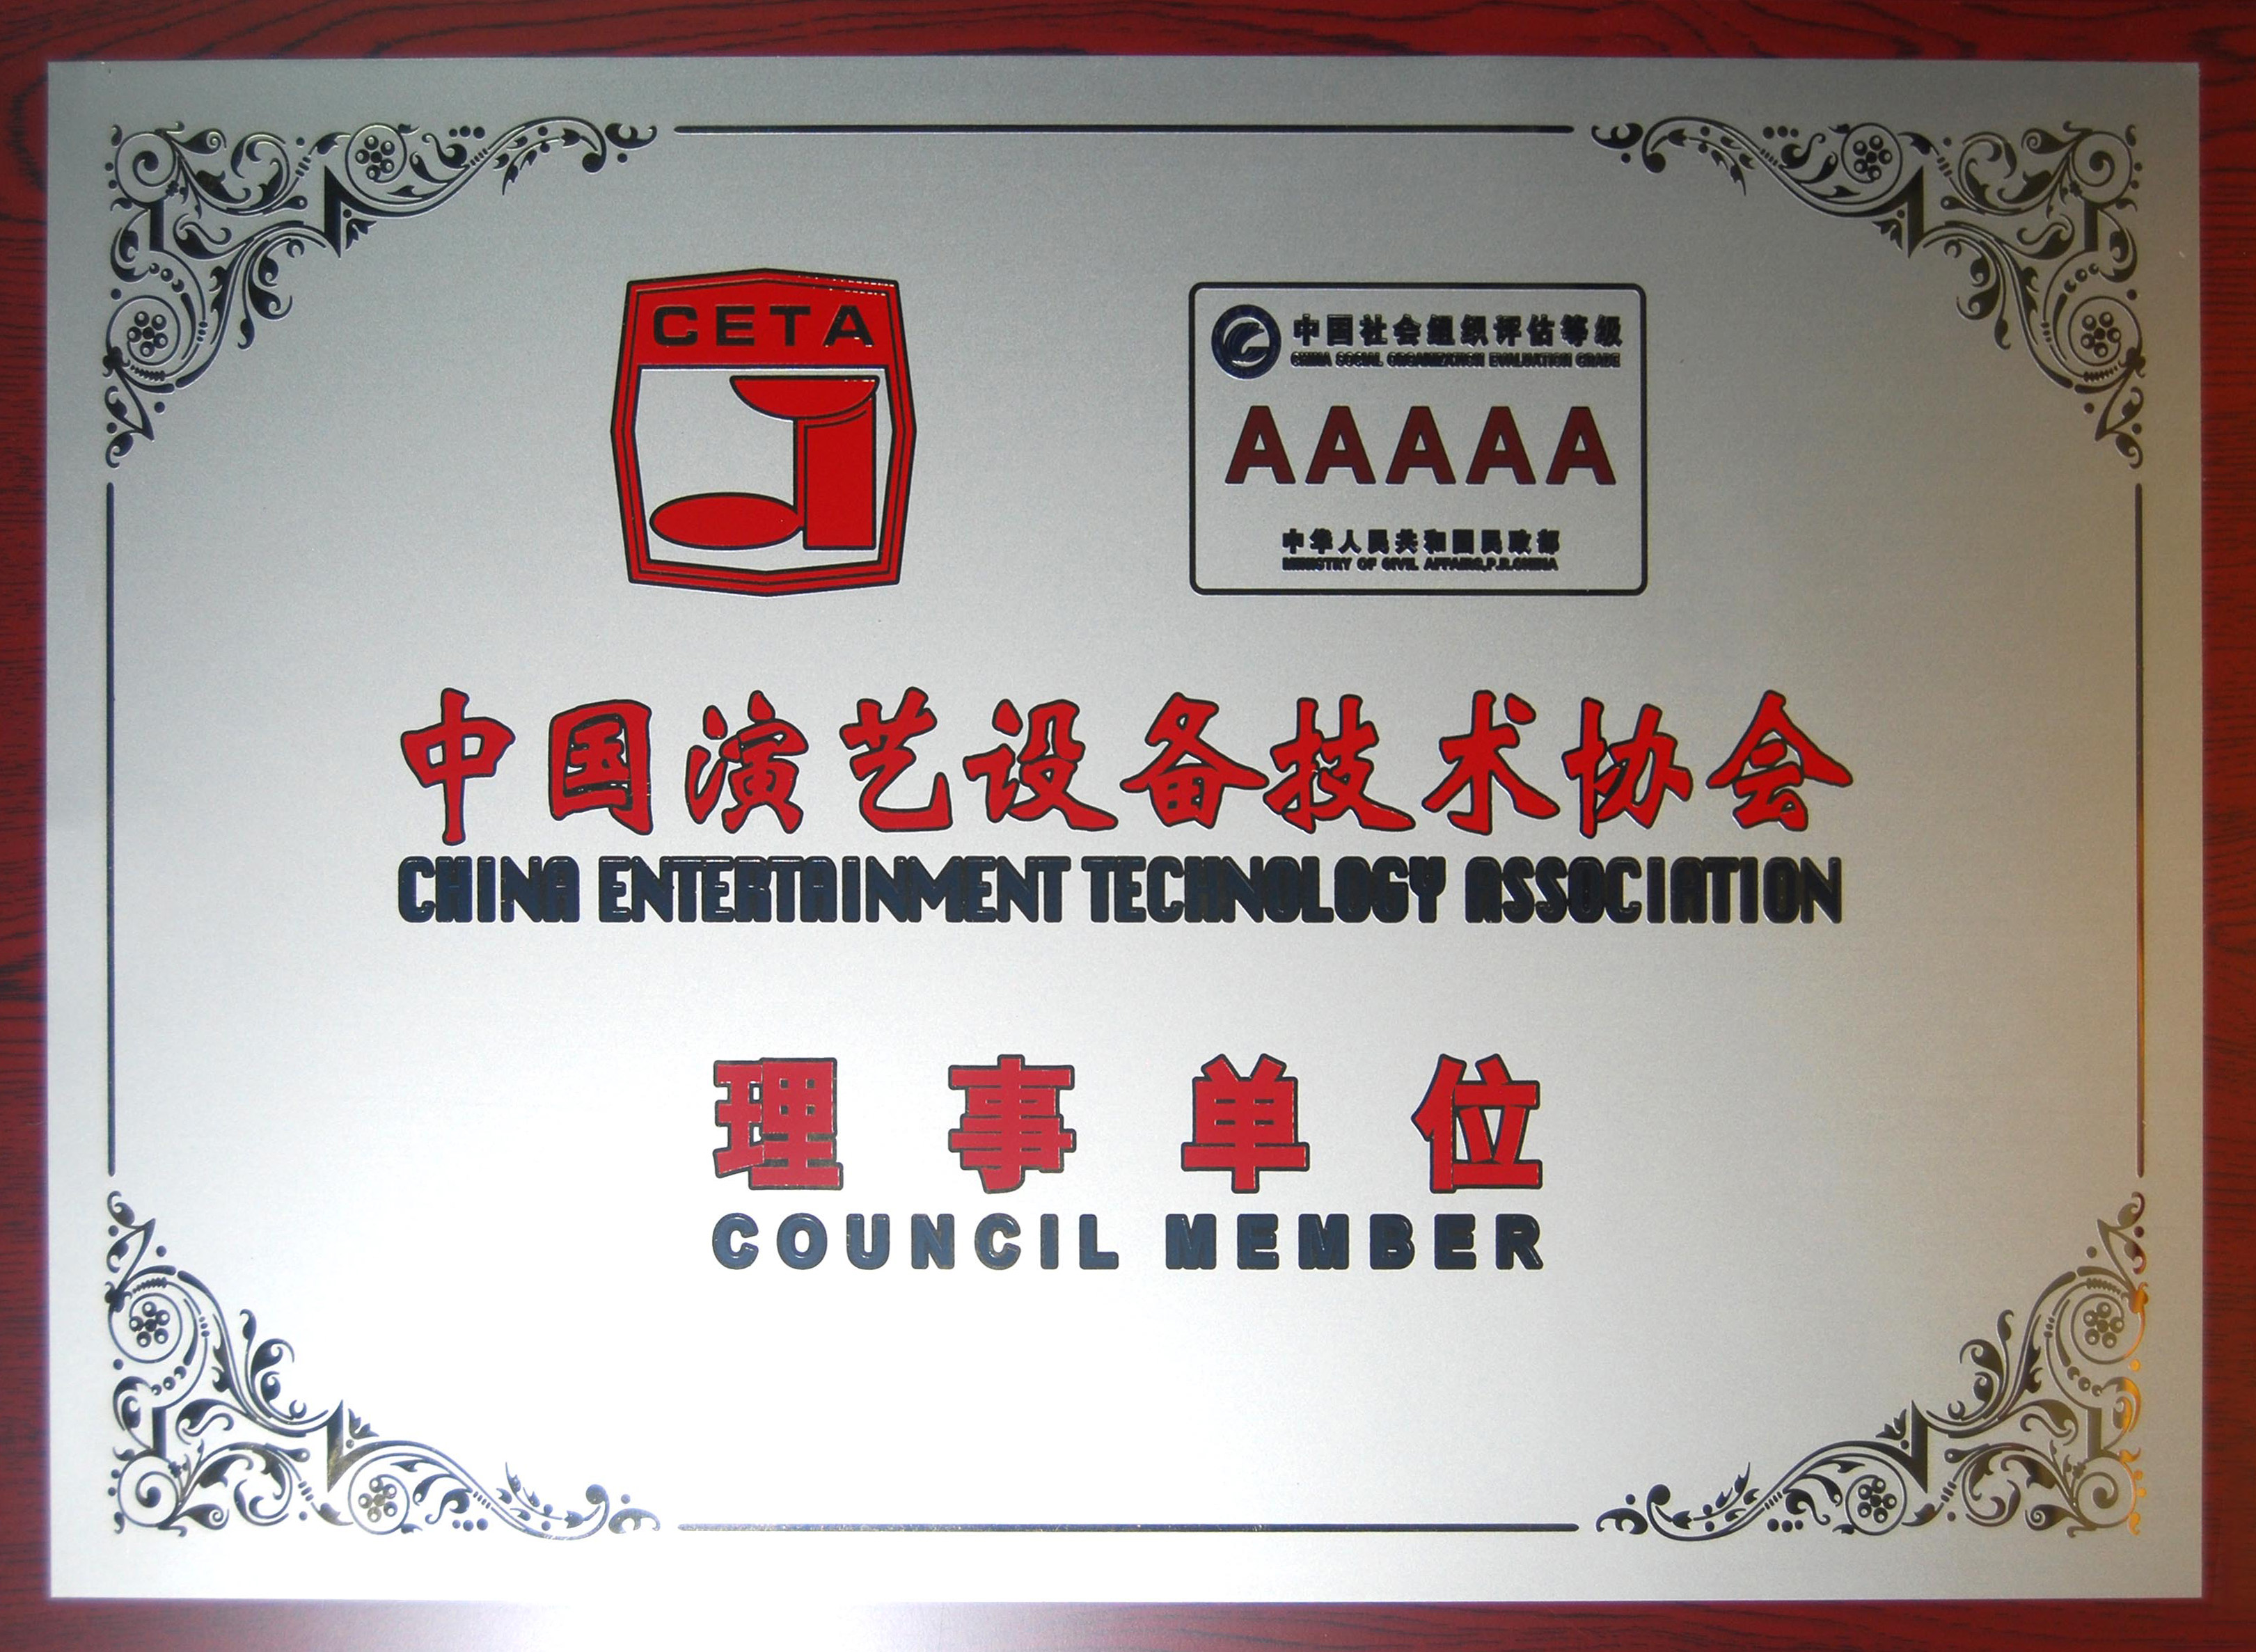 CETA
中国社会组织评估等级
CHINA SOCIAL ORGANIZATION EVALUATION GRADE
AAAAA
中华人民共和国民政部
MINISTRY OF CIVIL AFFAIRS,P.R.CHINA
中国演艺设备技术协会
CHINA ENTERTAINMENT TECHNOLOGY ASSOCIATION
理事单位
COUNCIL MEMBER